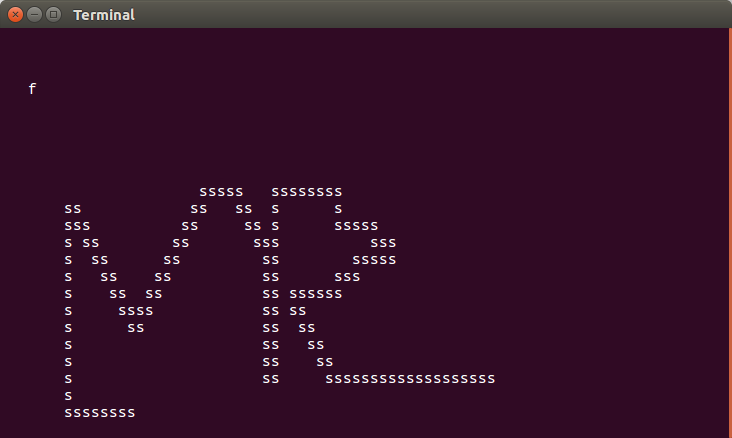 Terminal
f
                   sssss   ssssssss
    ss            ss   ss  s      s
    sss          ss     ss s      sssss
    s ss        ss       sss          sss
    s  ss      ss         ss        sssss
    s   ss    ss          ss      sss
    s    ss  ss           ss ssssss
    s     ssss            ss ss
    s      ss             ss  ss
    s                     ss   ss
    s                     ss    ss
    s                     ss     sssssssssssssssssss
    s
    ssssssss